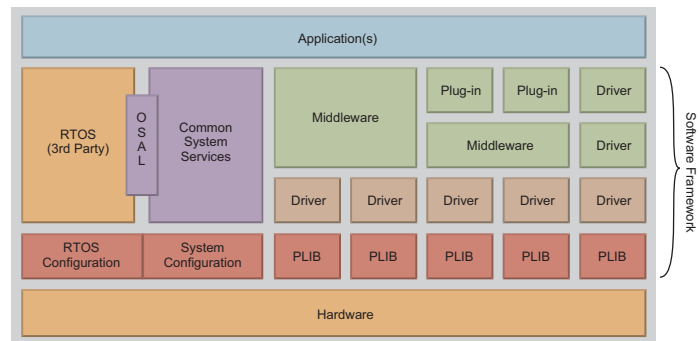 Application(s)
RTOS
(3rd Party)
O
S
A
L
Common
System
Services
Middleware
Plug-in
Plug-in
Driver
Middleware
Driver
Driver
Driver
Driver
Driver
Driver
RTOS
Configuration
System
Configuration
PLIB
PLIB
PLIB
PLIB
PLIB
Hardware
Software Framework